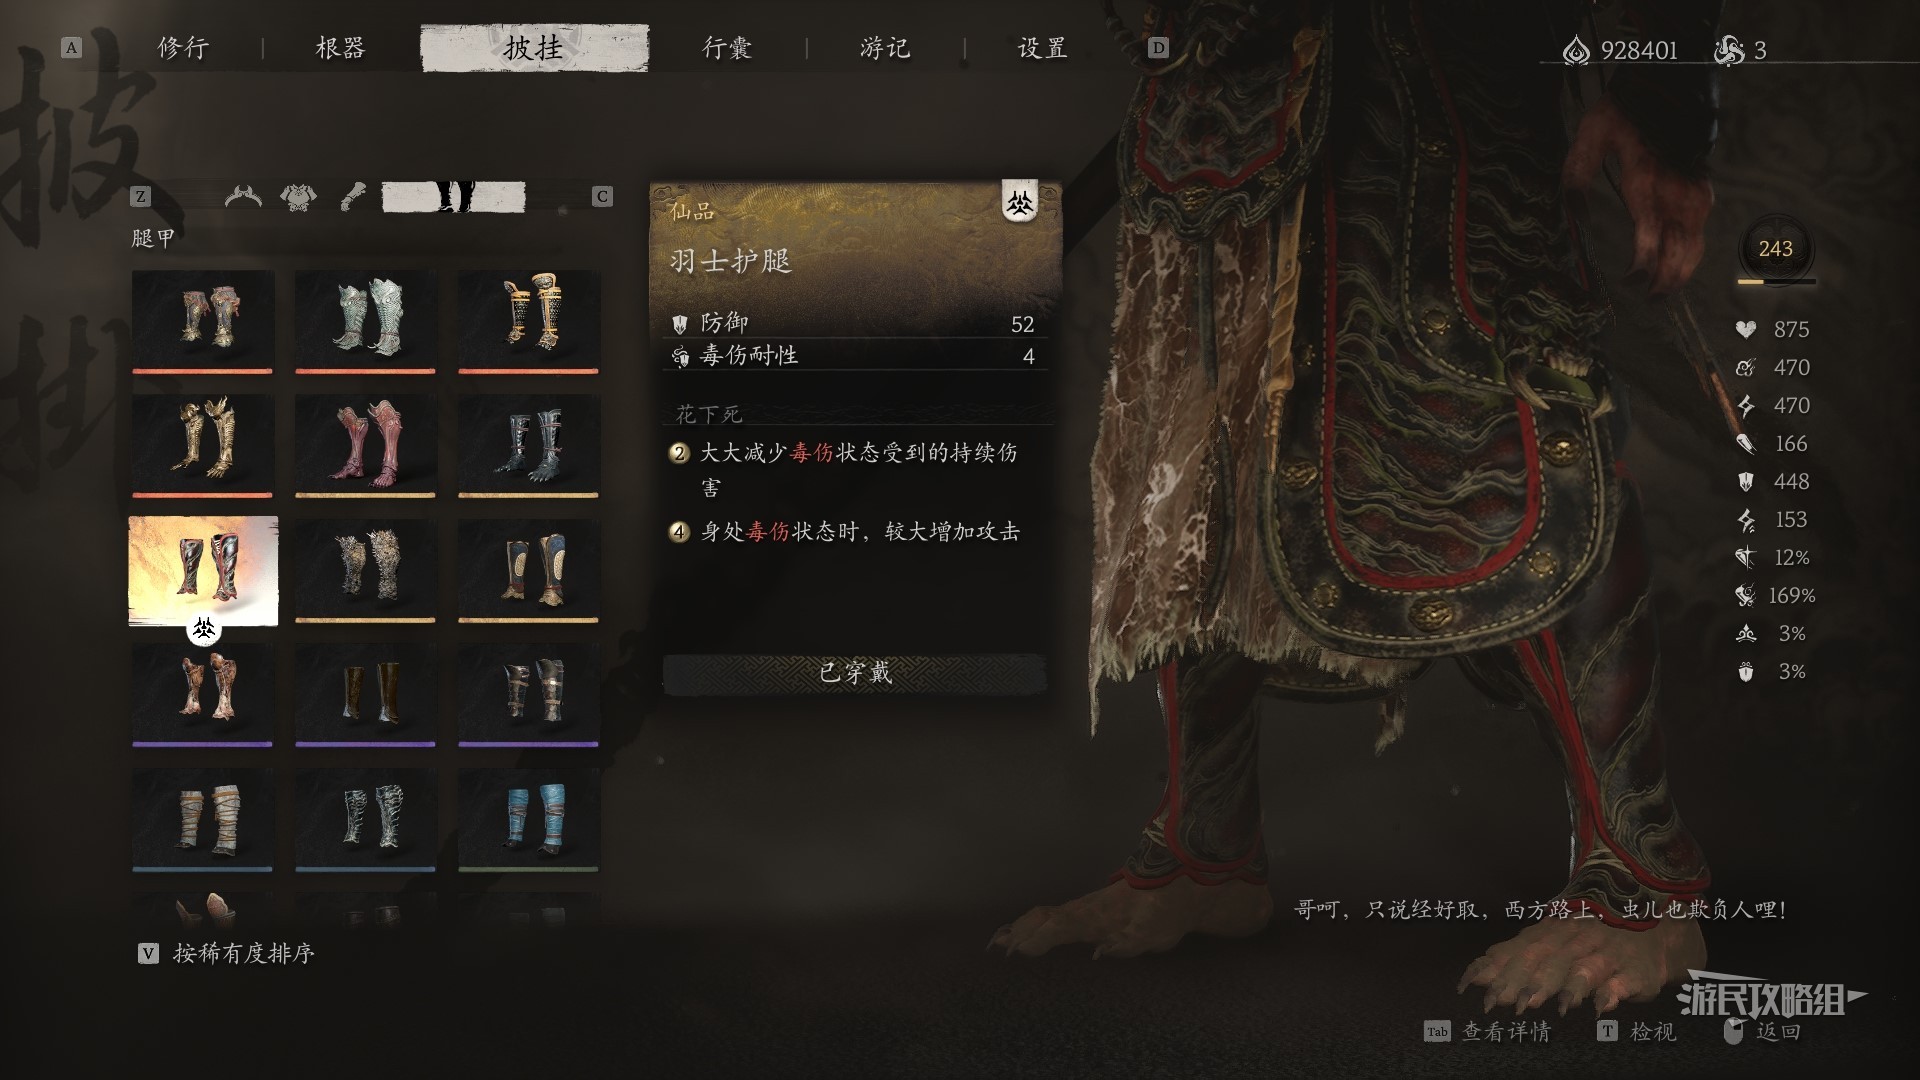 A 修行 根器 披挂 行囊 游记 设置 D 928401 3
披挂
Z C
腿甲
仙品
羽士护腿
防御 52
毒伤耐性 4
花下死
2 大大减少毒伤状态受到的持续伤
害
4 身处毒伤状态时，较大增加攻击
已穿戴
243
875
470
470
166
448
153
12%
169%
3%
3%
哥呵，只说经好取，西方路上，虫儿也欺负人哩！
V 按稀有度排序
游民攻略组
Tab 查看详情 T 检视 返回